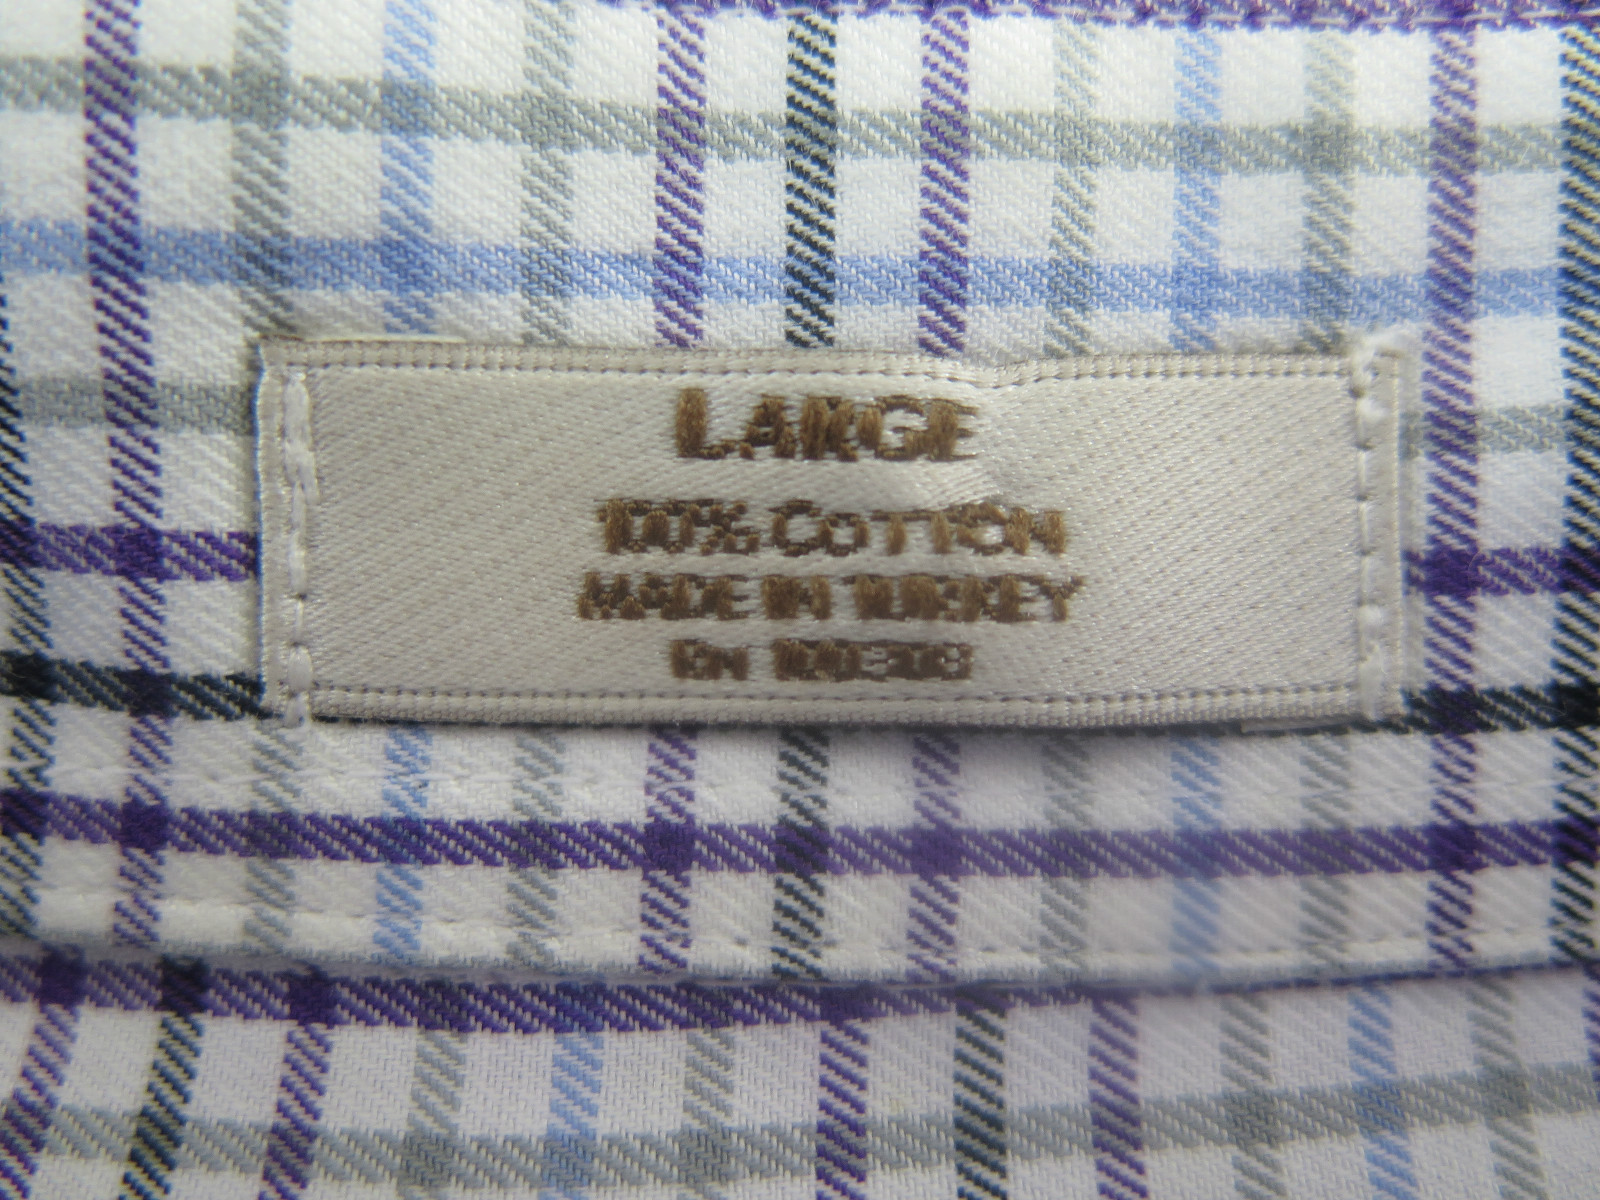 LARGE
100% COTTON
MADE IN TURKEY
RN